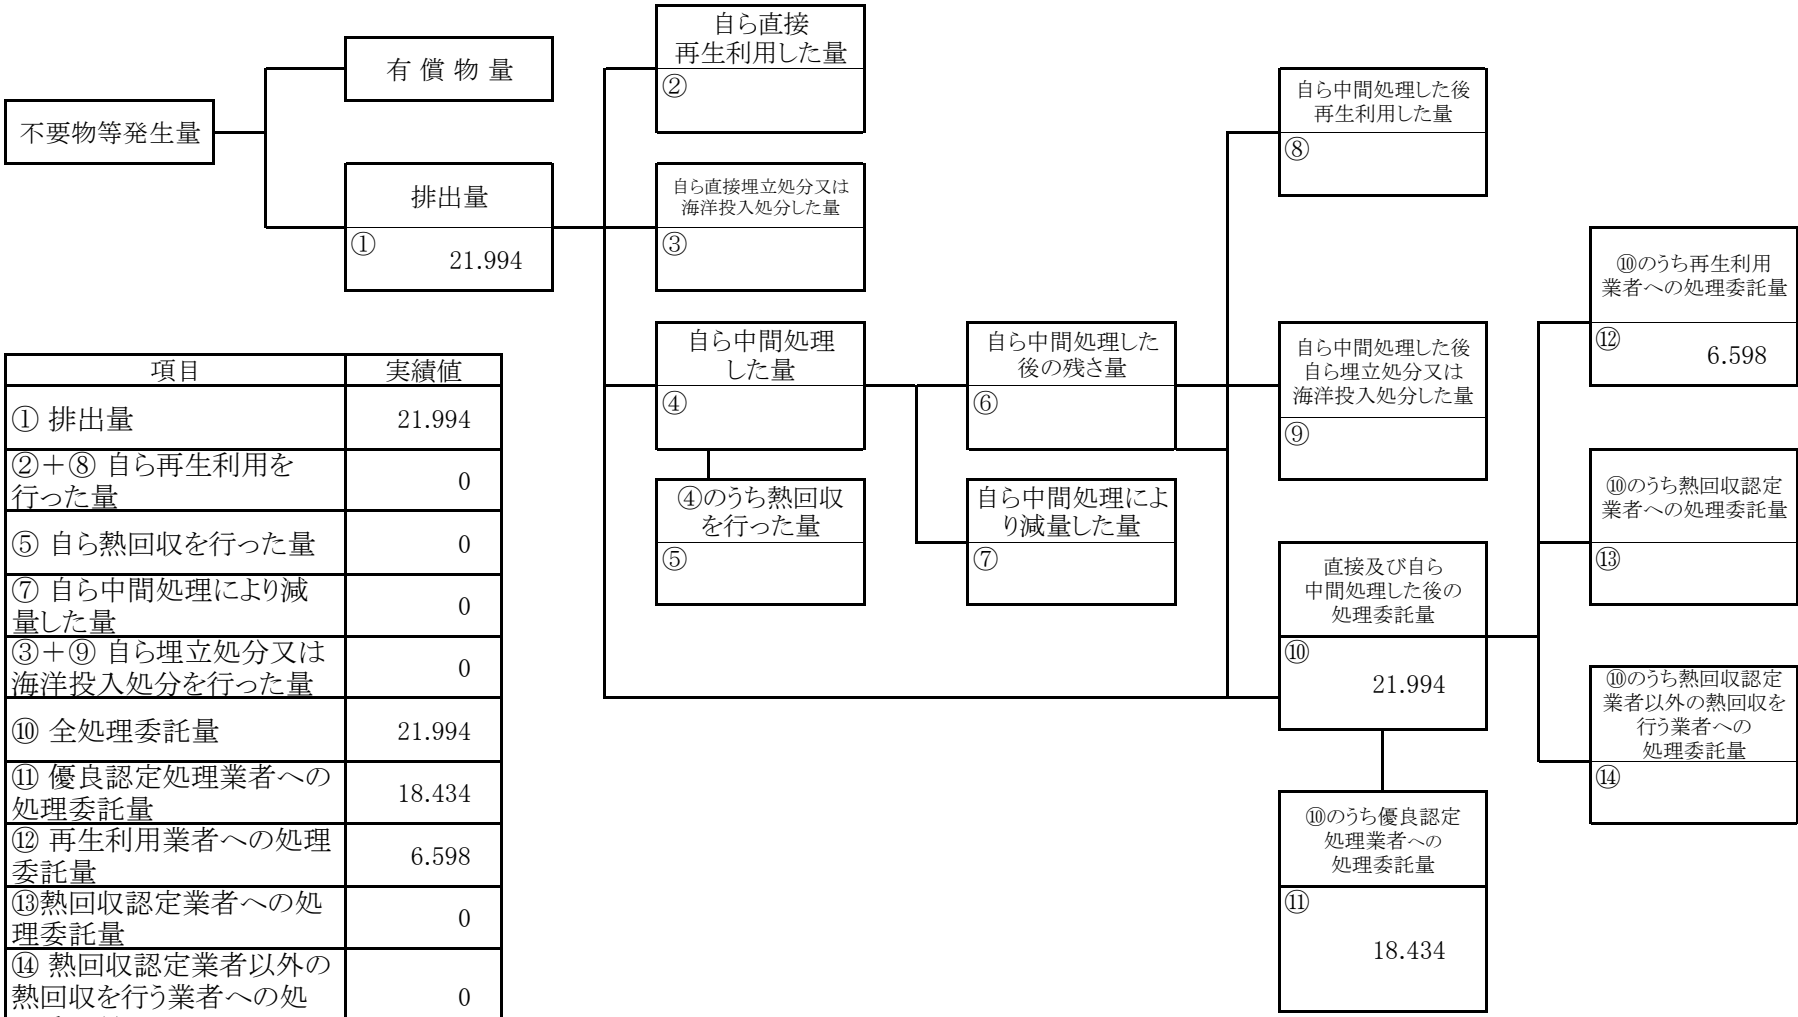 不要物等発生量
有償物量
排出量
①
21.994
自ら直接
再生利用した量
②
自ら直接埋立処分又は
海洋投入処分した量
③
自ら中間処理
した量
④
④のうち熱回収
を行った量
⑤
自ら中間処理した
後の残さ量
⑥
自ら中間処理によ
り減量した量
⑦
自ら中間処理した後
再生利用した量
⑧
自ら中間処理した後
自ら埋立処分又は
海洋投入処分した量
⑨
直接及び自ら
中間処理した後の
処理委託量
⑩
21.994
⑩のうち優良認定
処理業者への
処理委託量
⑪
18.434
⑩のうち再生利用
業者への処理委託量
⑫
6.598
⑩のうち熱回収認定
業者への処理委託量
⑬
⑩のうち熱回収認定
業者以外の熱回収を
行う業者への
処理委託量
⑭
項目 実績値
① 排出量 21.994
②＋⑧ 自ら再生利用を
行った量 0
⑤ 自ら熱回収を行った量 0
⑦ 自ら中間処理により減
量した量 0
③＋⑨ 自ら埋立処分又は
海洋投入処分を行った量 0
⑩ 全処理委託量 21.994
⑪ 優良認定処理業者への
処理委託量 18.434
⑫ 再生利用業者への処理
委託量 6.598
⑬熱回収認定業者への処
理委託量 0
⑭ 熱回収認定業者以外の
熱回収を行う業者への処 0